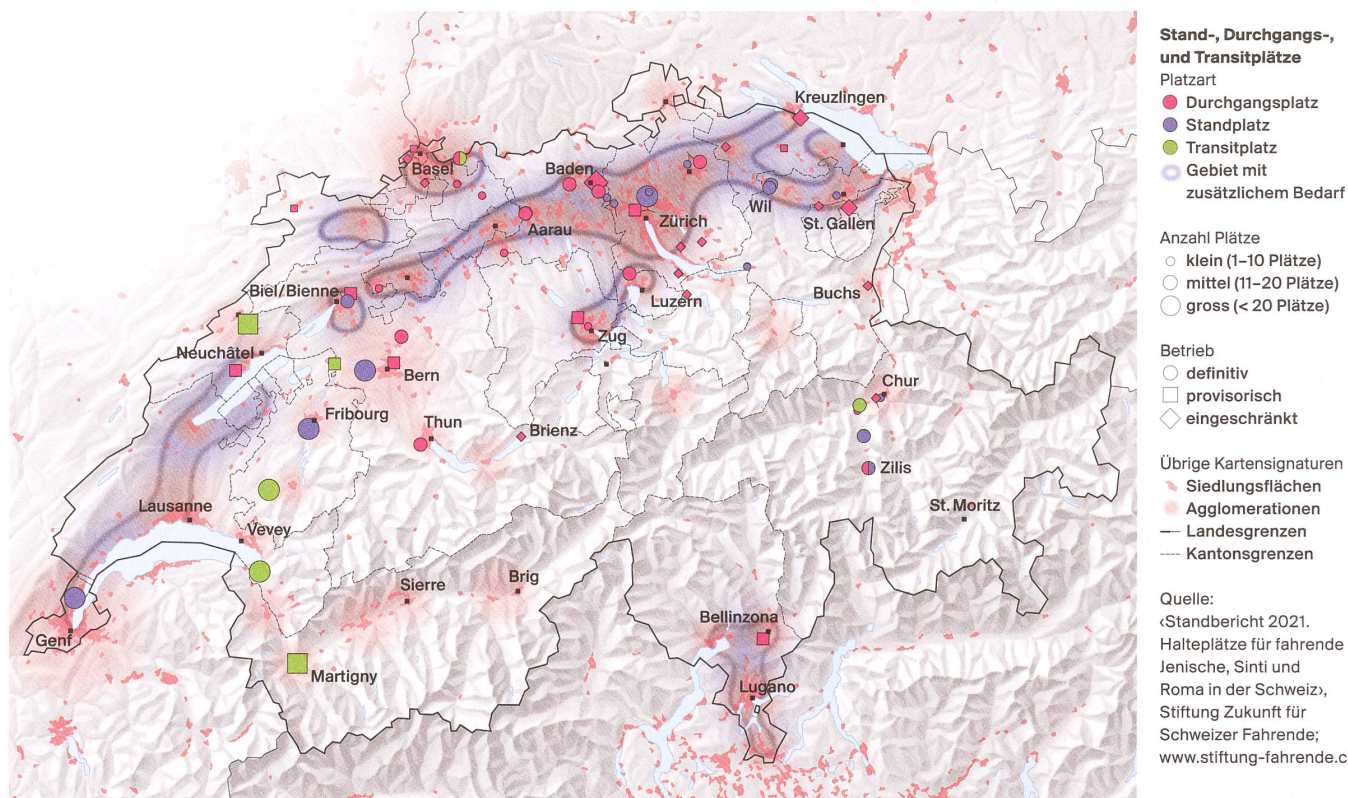 Kreuzlingen
Basel
Baden
Wil
Zürich
St. Gallen
Aarau
Biel/Bienne
Luzern
Buchs
Zug
Neuchâtel
Bern
Chur
Fribourg
Thun
Brienz
Zilis
Lausanne
St. Moritz
Vevey
Sierre
Brig
Bellinzona
Genf
Martigny
Lugano
Stand-, Durchgangs-,
und Transitplätze
Platzart
Durchgangsplatz
Standplatz
Transitplatz
Gebiet mit
zusätzlichem Bedarf
Anzahl Plätze
klein (1–10 Plätze)
mittel (11–20 Plätze)
gross (< 20 Plätze)
Betrieb
definitiv
provisorisch
eingeschränkt
Übrige Kartensignaturen
Siedlungsflächen
Agglomerationen
Landesgrenzen
Kantonsgrenzen
Quelle:
‹Standbericht 2021.
Halteplätze für fahrende
Jenische, Sinti und
Roma in der Schweiz›,
Stiftung Zukunft für
Schweizer Fahrende;
www.stiftung-fahrende.c